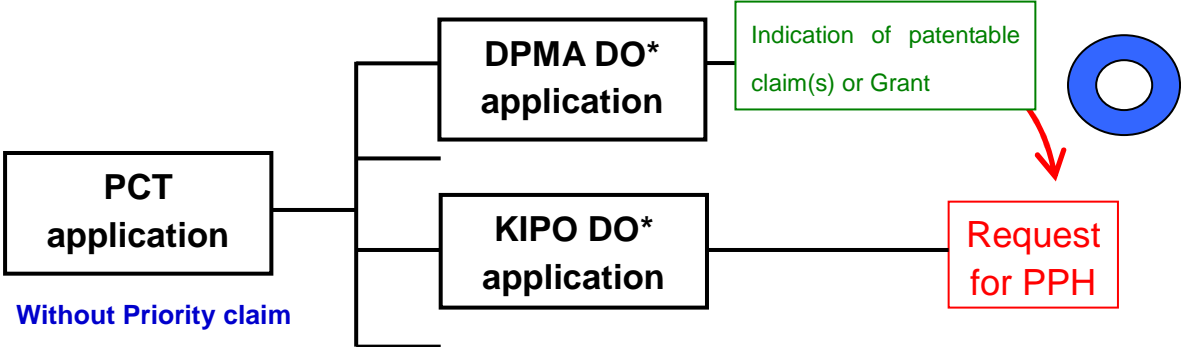 DPMA DO*
application
Indication of patentable
claim(s) or Grant
PCT
application
KIPO DO*
application
Request
for PPH
Without Priority claim